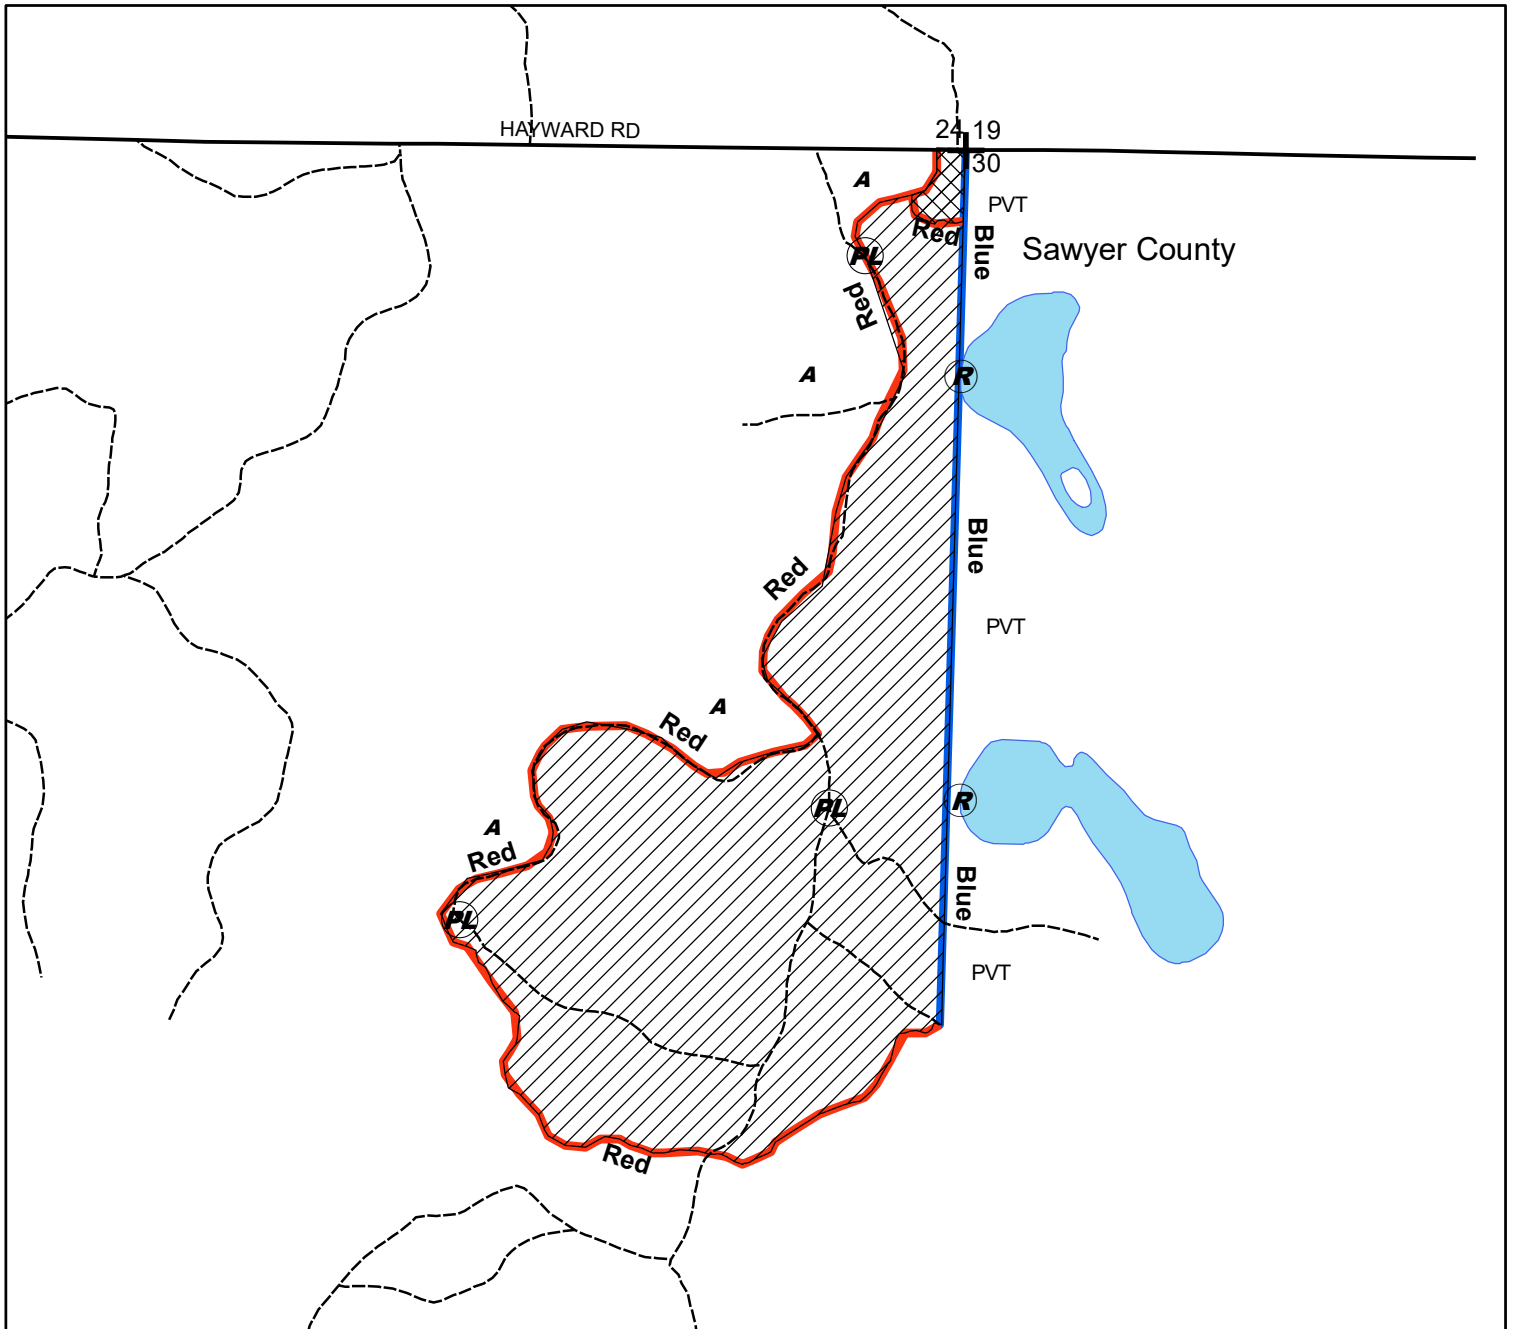 HAYWARD RD
24 19
30
A
PVT
Red
Blue
Sawyer County
PL
Red
A
R
Blue
Red
PVT
A
Red
R
PL
A
Red
Blue
PL
PVT
Red